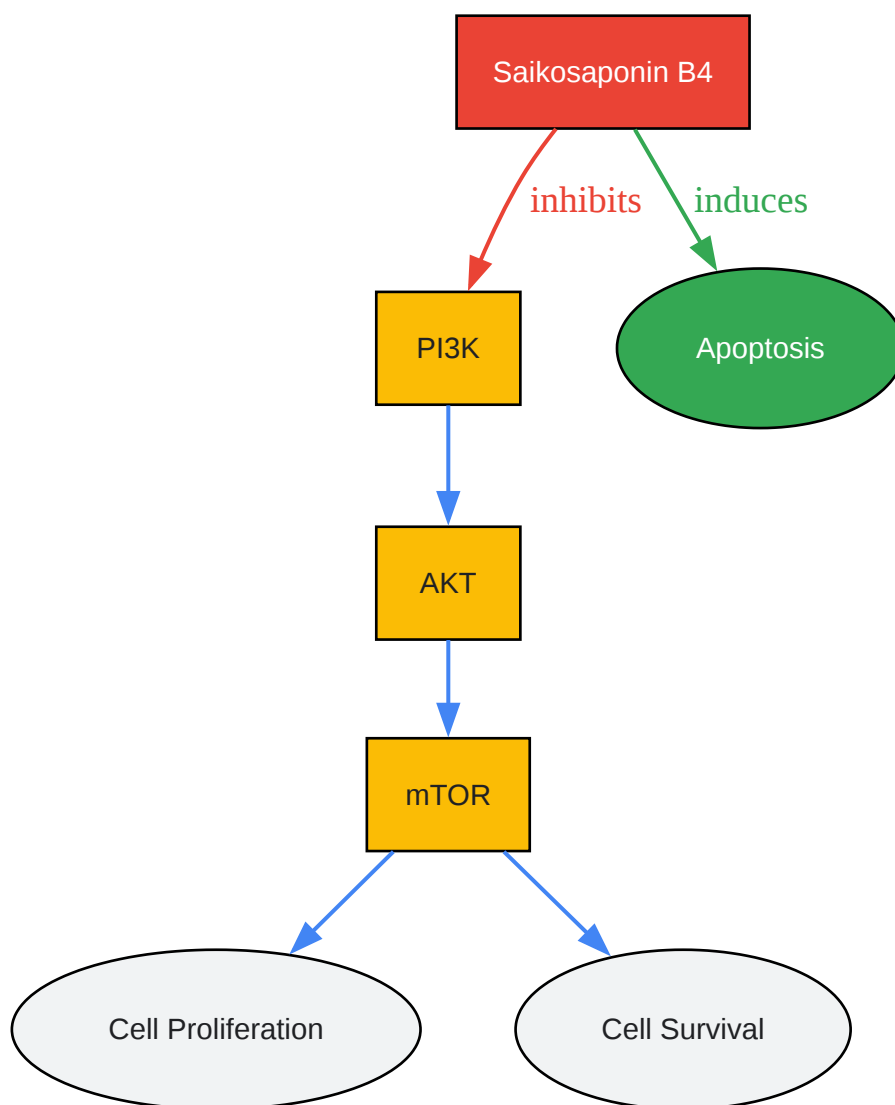 Saikosaponin B4
inhibits
induces
PI3K
Apoptosis
AKT
mTOR
Cell Proliferation
Cell Survival